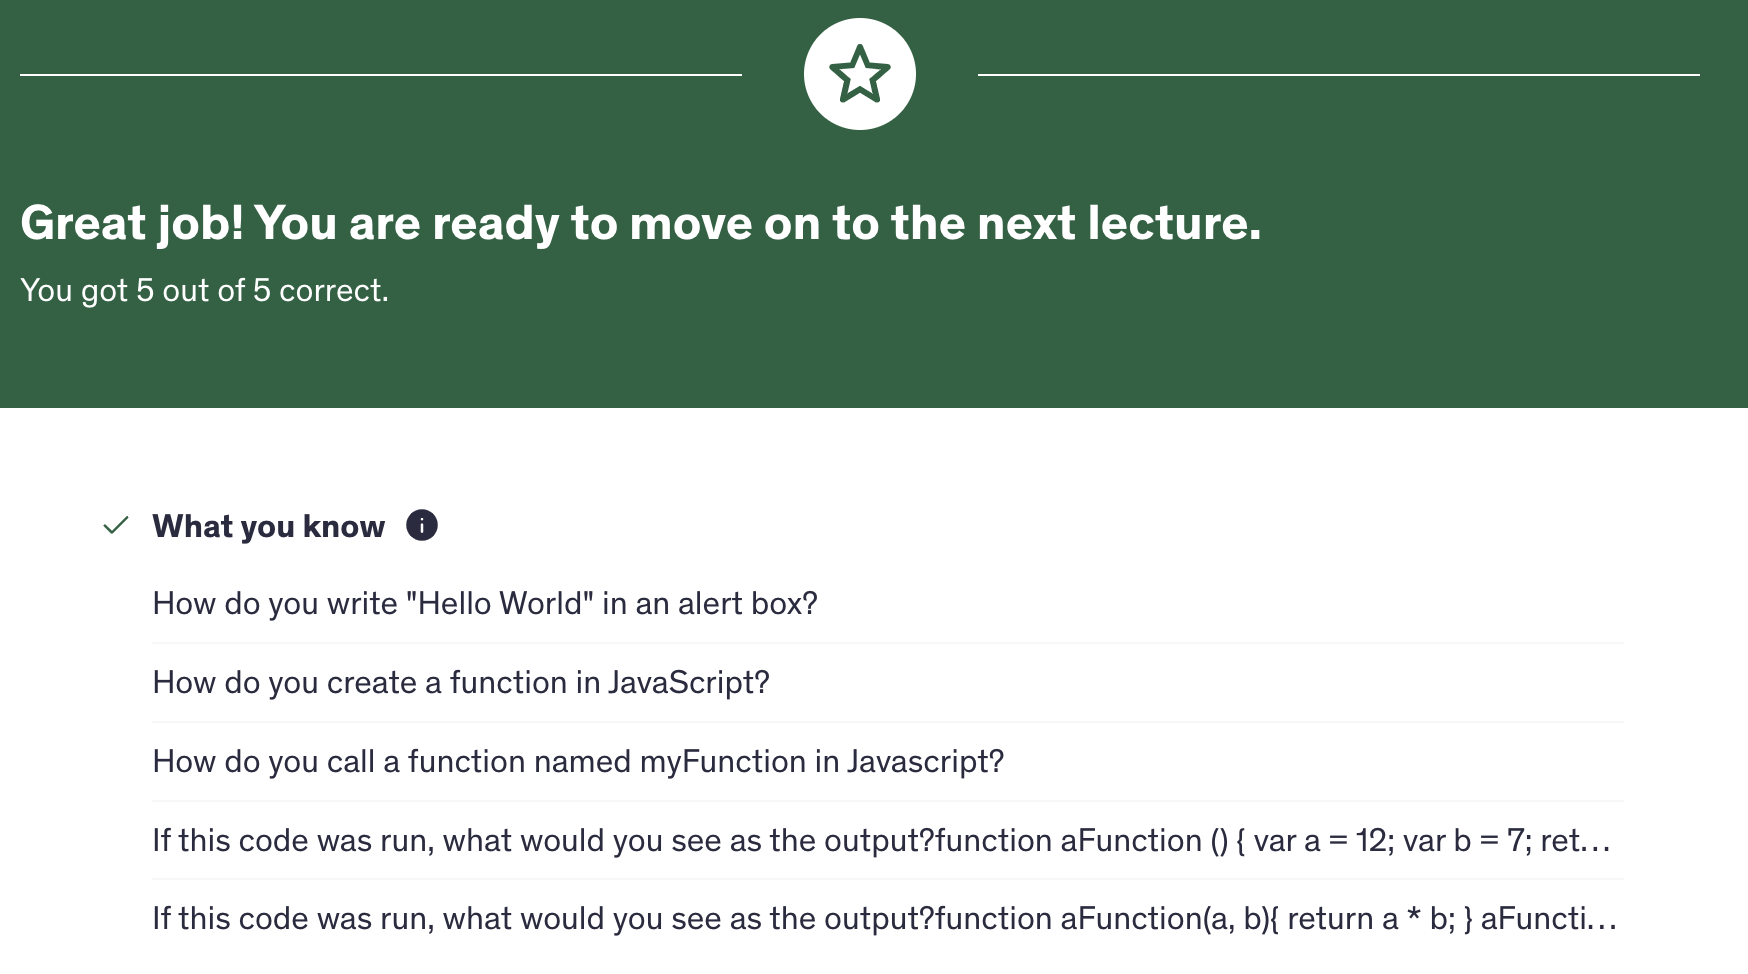 Great job! You are ready to move on to the next lecture.
You got 5 out of 5 correct.
What you know
How do you write "Hello World" in an alert box?
How do you create a function in JavaScript?
How do you call a function named myFunction in Javascript?
If this code was run, what would you see as the output?function aFunction () { var a = 12; var b = 7; ret...
If this code was run, what would you see as the output?function aFunction(a, b){ return a * b; } aFuncti...